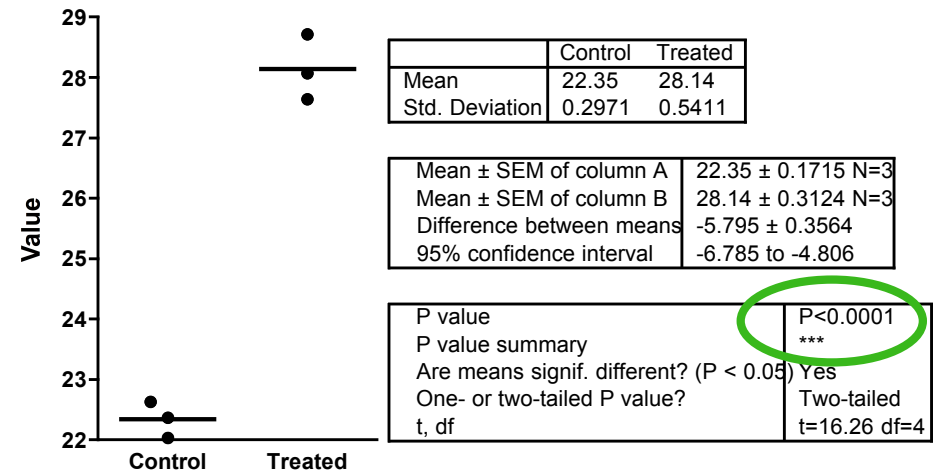 29
28
27
26
25
24
23
22
Value
Control Treated
Control Treated
Mean 22.35 28.14
Std. Deviation 0.2971 0.5411
Mean ± SEM of column A 22.35 ± 0.1715 N=3
Mean ± SEM of column B 28.14 ± 0.3124 N=3
Difference between means -5.795 ± 0.3564
95% confidence interval -6.785 to -4.806
P value P<0.0001
P value summary ***
Are means signif. different? (P < 0.05) Yes
One- or two-tailed P value? Two-tailed
t, df t=16.26 df=4